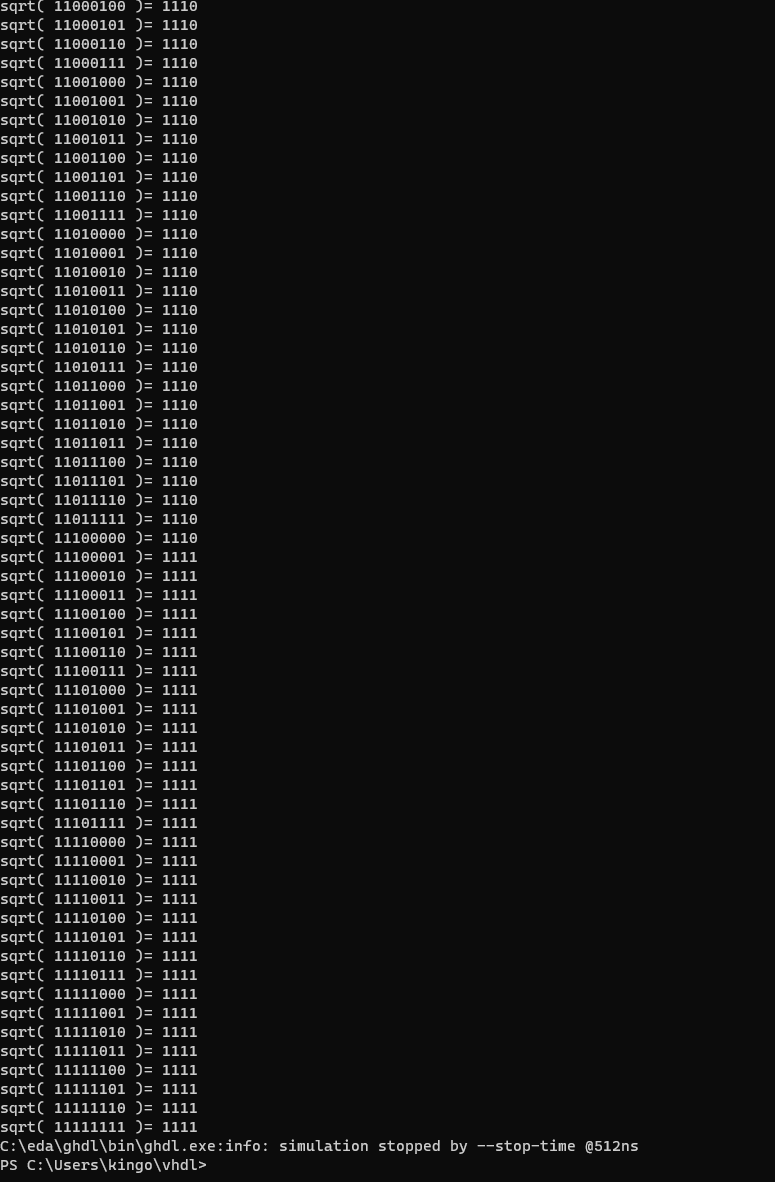 sqrt( 11000100 )= 1110
sqrt( 11000101 )= 1110
sqrt( 11000110 )= 1110
sqrt( 11000111 )= 1110
sqrt( 11001000 )= 1110
sqrt( 11001001 )= 1110
sqrt( 11001010 )= 1110
sqrt( 11001011 )= 1110
sqrt( 11001100 )= 1110
sqrt( 11001101 )= 1110
sqrt( 11001110 )= 1110
sqrt( 11001111 )= 1110
sqrt( 11010000 )= 1110
sqrt( 11010001 )= 1110
sqrt( 11010010 )= 1110
sqrt( 11010011 )= 1110
sqrt( 11010100 )= 1110
sqrt( 11010101 )= 1110
sqrt( 11010110 )= 1110
sqrt( 11010111 )= 1110
sqrt( 11011000 )= 1110
sqrt( 11011001 )= 1110
sqrt( 11011010 )= 1110
sqrt( 11011011 )= 1110
sqrt( 11011100 )= 1110
sqrt( 11011101 )= 1110
sqrt( 11011110 )= 1110
sqrt( 11011111 )= 1110
sqrt( 11100000 )= 1110
sqrt( 11100001 )= 1111
sqrt( 11100010 )= 1111
sqrt( 11100011 )= 1111
sqrt( 11100100 )= 1111
sqrt( 11100101 )= 1111
sqrt( 11100110 )= 1111
sqrt( 11100111 )= 1111
sqrt( 11101000 )= 1111
sqrt( 11101001 )= 1111
sqrt( 11101010 )= 1111
sqrt( 11101011 )= 1111
sqrt( 11101100 )= 1111
sqrt( 11101101 )= 1111
sqrt( 11101110 )= 1111
sqrt( 11101111 )= 1111
sqrt( 11110000 )= 1111
sqrt( 11110001 )= 1111
sqrt( 11110010 )= 1111
sqrt( 11110011 )= 1111
sqrt( 11110100 )= 1111
sqrt( 11110101 )= 1111
sqrt( 11110110 )= 1111
sqrt( 11110111 )= 1111
sqrt( 11111000 )= 1111
sqrt( 11111001 )= 1111
sqrt( 11111010 )= 1111
sqrt( 11111011 )= 1111
sqrt( 11111100 )= 1111
sqrt( 11111101 )= 1111
sqrt( 11111110 )= 1111
sqrt( 11111111 )= 1111
C:\eda\ghdl\bin\ghdl.exe:info: simulation stopped by --stop-time @512ns
PS C:\Users\kingo\vhdl>